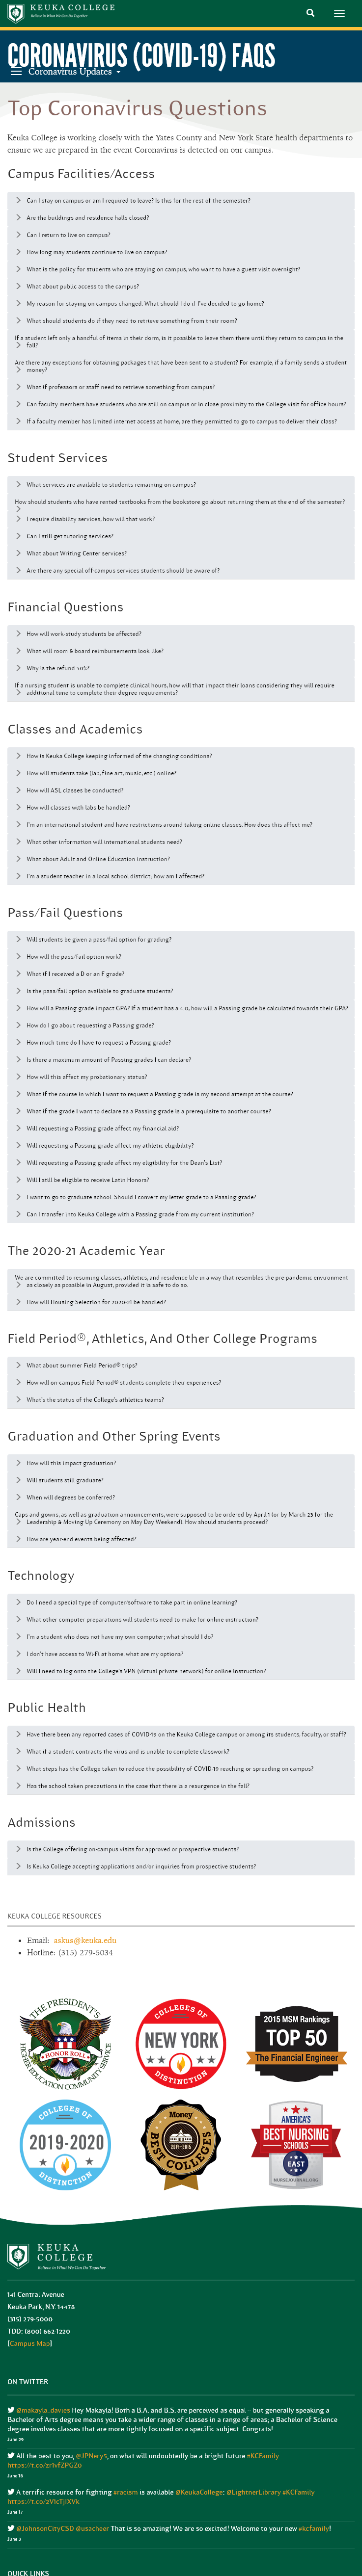 KEUKA COLLEGE
Believe in What We Can Do Together
CORONAVIRUS (COVID-19) FAQS
Coronavirus Updates
Top Coronavirus Questions
Keuka College is working closely with the Yates County and New York State health departments to
ensure we are prepared in the event Coronavirus is detected on our campus.
Campus Facilities/Access
Can I stay on campus or am I required to leave? Is this for the rest of the semester?
Are the buildings and residence halls closed?
Can I return to live on campus?
How long may students continue to live on campus?
What is the policy for students who are staying on campus, who want to have a guest visit overnight?
What about public access to the campus?
My reason for staying on campus changed. What should I do if I've decided to go home?
What should students do if they need to retrieve something from their room?
If a student left only a handful of items in their dorm, is it possible to leave them there until they return to campus in the
fall?
Are there any exceptions for obtaining packages that have been sent to a student? For example, if a family sends a student
money?
What if professors or staff need to retrieve something from campus?
Can faculty members have students who are still on campus or in close proximity to the College visit for office hours?
If a faculty member has limited internet access at home, are they permitted to go to campus to deliver their class?
Student Services
What services are available to students remaining on campus?
How should students who have rented textbooks from the bookstore go about returning them at the end of the semester?
I require disability services, how will that work?
Can I still get tutoring services?
What about Writing Center services?
Are there any special off-campus services students should be aware of?
Financial Questions
How will work-study students be affected?
What will room & board reimbursements look like?
Why is the refund 50%?
If a nursing student is unable to complete clinical hours, how will that impact their loans considering they will require
additional time to complete their degree requirements?
Classes and Academics
How is Keuka College keeping informed of the changing conditions?
How will students take (lab, fine art, music, etc.) online?
How will ASL classes be conducted?
How will classes with labs be handled?
I'm an international student and have restrictions around taking online classes. How does this affect me?
What other information will international students need?
What about Adult and Online Education instruction?
I'm a student teacher in a local school district; how am I affected?
Pass/Fail Questions
Will students be given a pass/fail option for grading?
How will the pass/fail option work?
What if I received a D or an F grade?
Is the pass/fail option available to graduate students?
How will a Passing grade impact GPA? If a student has a 4.0, how will a Passing grade be calculated towards their GPA?
How do I go about requesting a Passing grade?
How much time do I have to request a Passing grade?
Is there a maximum amount of Passing grades I can declare?
How will this affect my probationary status?
What if the course in which I want to request a Passing grade is my second attempt at the course?
What if the grade I want to declare as a Passing grade is a prerequisite to another course?
Will requesting a Passing grade affect my financial aid?
Will requesting a Passing grade affect my athletic eligibility?
Will requesting a Passing grade affect my eligibility for the Dean's List?
Will I still be eligible to receive Latin Honors?
I want to go to graduate school. Should I convert my letter grade to a Passing grade?
Can I transfer into Keuka College with a Passing grade from my current institution?
The 2020-21 Academic Year
We are committed to resuming classes, athletics, and residence life in a way that resembles the pre-pandemic environment
as closely as possible in August, provided it is safe to do so.
How will Housing Selection for 2020-21 be handled?
Field Period®, Athletics, And Other College Programs
What about summer Field Period® trips?
How will on-campus Field Period® students complete their experiences?
What's the status of the College's athletics teams?
Graduation and Other Spring Events
How will this impact graduation?
Will students still graduate?
When will degrees be conferred?
Caps and gowns, as well as graduation announcements, were supposed to be ordered by April 1 (or by March 23 for the
Leadership & Moving Up Ceremony on May Day Weekend). How should students proceed?
How are year-end events being affected?
Technology
Do I need a special type of computer/software to take part in online learning?
What other computer preparations will students need to make for online instruction?
I'm a student who does not have my own computer; what should I do?
I don't have access to Wi-Fi at home, what are my options?
Will I need to log onto the College's VPN (virtual private network) for online instruction?
Public Health
Have there been any reported cases of COVID-19 on the Keuka College campus or among its students, faculty, or staff?
What if a student contracts the virus and is unable to complete classwork?
What steps has the College taken to reduce the possibility of COVID-19 reaching or spreading on campus?
Has the school taken precautions in the case that there is a resurgence in the fall?
Admissions
Is the College offering on-campus visits for approved or prospective students?
Is Keuka College accepting applications and/or inquiries from prospective students?
KEUKA COLLEGE RESOURCES
Email: askus@keuka.edu
Hotline: (315) 279-5034
THE PRESIDENT'S
HONOR ROLL
HIGHER EDUCATION COMMUNITY SERVICE
COLLEGES OF
NEW YORK
DISTINCTION
2015 MSM Rankings
TOP 50
The Financial Engineer
COLLEGES OF
2019-2020
DISTINCTION
Money
BEST COLLEGES
2014-2015
AMERICA'S
BEST NURSING
SCHOOLS
EAST
NURSEJOURNAL.ORG
KEUKA
COLLEGE
Believe in What We Can Do Together
141 Central Avenue
Keuka Park, N.Y. 14478
(315) 279-5000
TDD: (800) 662-1220
[Campus Map]
ON TWITTER
@makayla_davies Hey Makayla! Both a B.A. and B.S. are perceived as equal -- but generally speaking a
Bachelor of Arts degree means you take a wider range of classes in a range of areas, a Bachelor of Science
degree involves classes that are more tightly focused on a specific subject. Congrats!
June 29
All the best to you, @JPNery5, on what will undoubtedly be a bright future #KCFamily
https://t.co/zr1vfZPGZ0
June 18
A terrific resource for fighting #racism is available @KeukaCollege: @LightnerLibrary #KCFamily
https://t.co/2V1cTjIXVk
June 17
@JohnsonCityCSD @usacheer That is so amazing! We are so excited! Welcome to your new #kcfamily!
June 3
QUICK LINKS